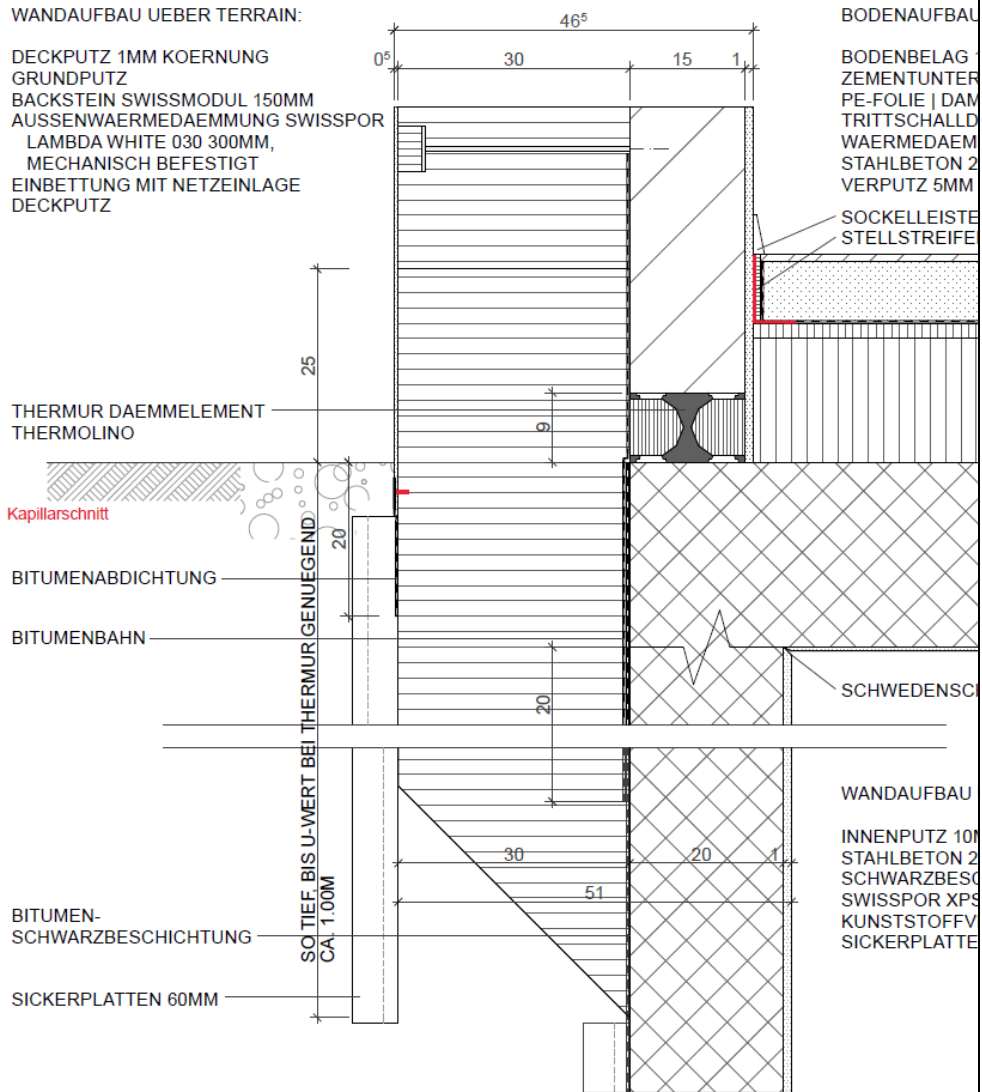 WANDAUFBAU UEBER TERRAIN:
DECKPUTZ 1MM KOERNUNG
GRUNDPUTZ
BACKSTEIN SWISSMODUL 150MM
AUSSENWAERMEDAEMMUNG SWISSPOR
LAMBDA WHITE 030 300MM,
MECHANISCH BEFESTIGT
EINBETTUNG MIT NETZEINLAGE
DECKPUTZ
46⁵
0⁵ 30 15 1
BODENAUFBAU
BODENBELAG 1
ZEMENTUNTER
PE-FOLIE | DAM
TRITTSCHALLD
WAERMEDAEM
STAHLBETON 2
VERPUTZ 5MM
SOCKELLEISTE
STELLSTREIFE
25
THERMUR DAEMMELEMENT
THERMOLINO
9
Kapillarschnitt
20
BITUMENABDICHTUNG
BITUMENBAHN
20
SCHWEDENSC
SO TIEF, BIS U-WERT BEI THERMUR GENUEGEND
CA. 1.00M
WANDAUFBAU
INNENPUTZ 10M
STAHLBETON 2
SCHWARZBESC
SWISSPOR XPS
KUNSTSTOFFV
SICKERPLATTE
30 20 1
51
BITUMEN-
SCHWARZBESCHICHTUNG
SICKERPLATTEN 60MM